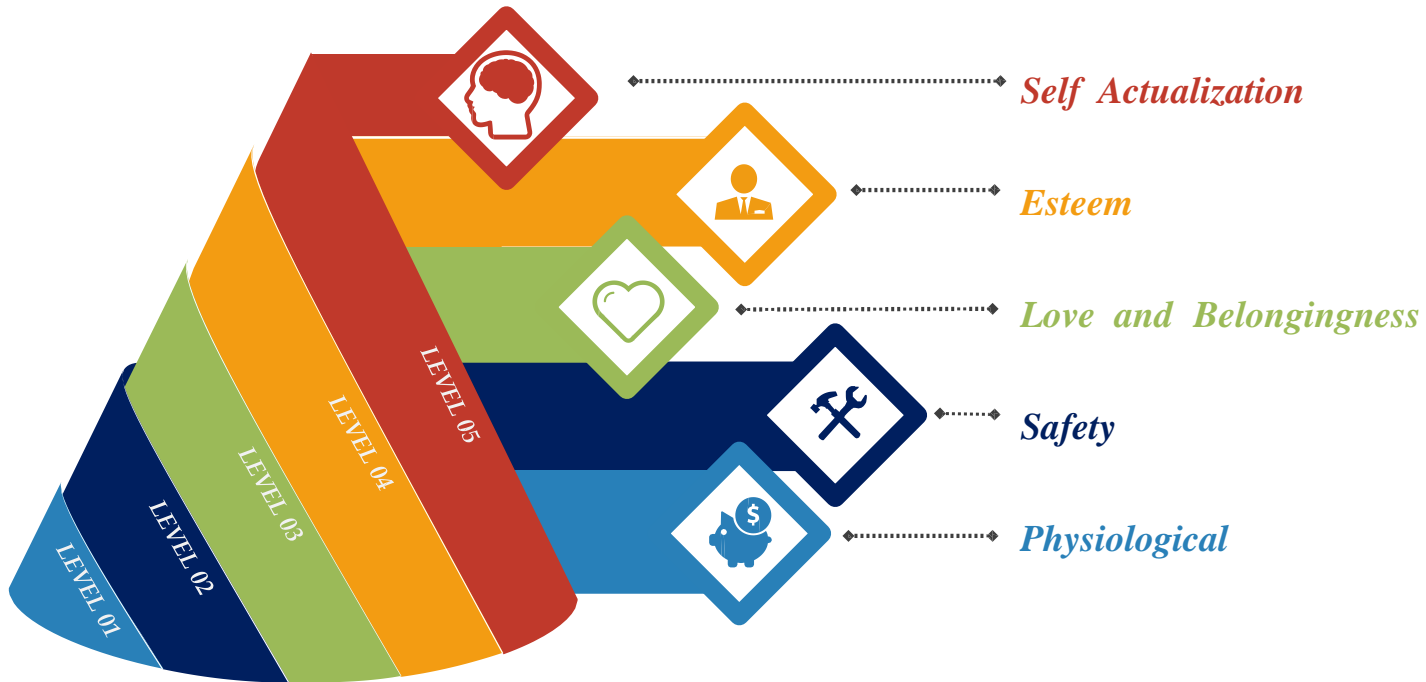 Self Actualization
Esteem
Love and Belongingness
Safety
Physiological
LEVEL 05
LEVEL 04
LEVEL 03
LEVEL 02
LEVEL 01
$